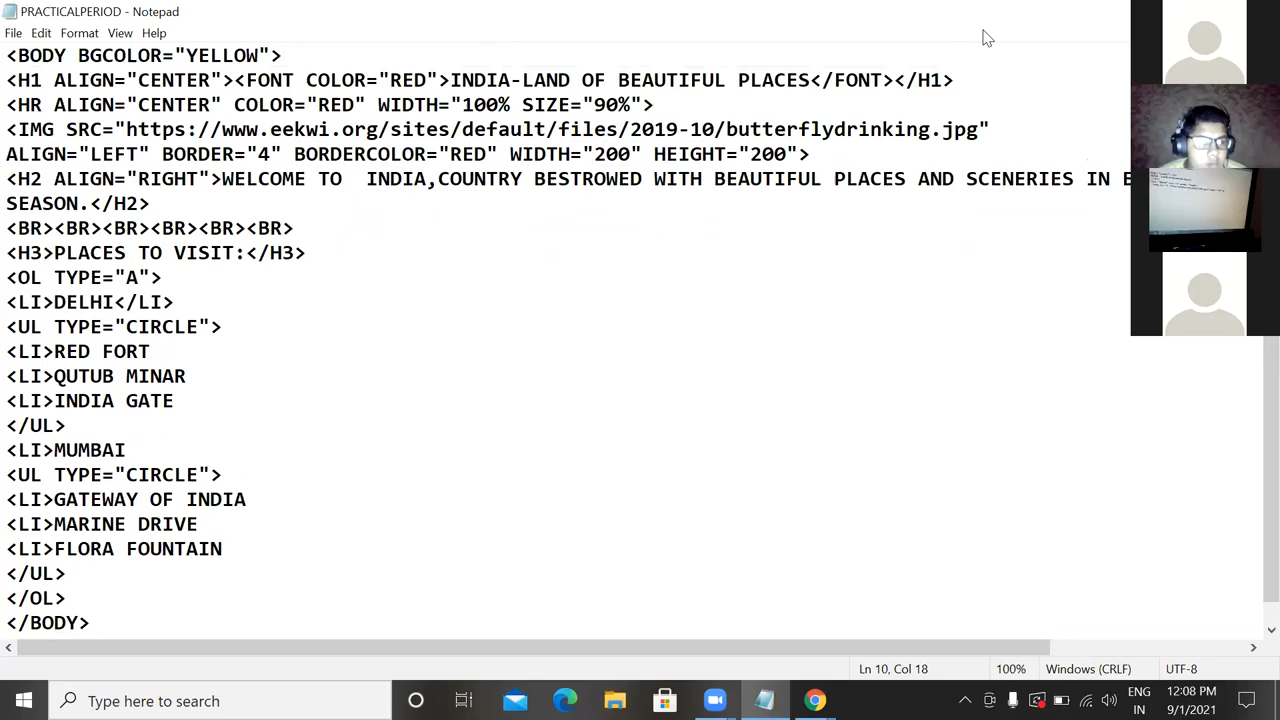 PRACTICALPERIOD - Notepad
File Edit Format View Help
<BODY BGCOLOR="YELLOW">
<H1 ALIGN="CENTER"><FONT COLOR="RED">INDIA-LAND OF BEAUTIFUL PLACES</FONT></H1>
<HR ALIGN="CENTER" COLOR="RED" WIDTH="100% SIZE="90%">
<IMG SRC="https://www.eekwi.org/sites/default/files/2019-10/butterflydrinking.jpg"
ALIGN="LEFT" BORDER="4" BORDERCOLOR="RED" WIDTH="200" HEIGHT="200">
<H2 ALIGN="RIGHT">WELCOME TO  INDIA,COUNTRY BESTROWED WITH BEAUTIFUL PLACES AND SCENERIES IN
SEASON.</H2>
<BR><BR><BR><BR><BR><BR>
<H3>PLACES TO VISIT:</H3>
<OL TYPE="A">
<LI>DELHI</LI>
<UL TYPE="CIRCLE">
<LI>RED FORT
<LI>QUTUB MINAR
<LI>INDIA GATE
</UL>
<LI>MUMBAI
<UL TYPE="CIRCLE">
<LI>GATEWAY OF INDIA
<LI>MARINE DRIVE
<LI>FLORA FOUNTAIN
</UL>
</OL>
</BODY>
Ln 10, Col 18 100% Windows (CRLF) UTF-8
Type here to search
ENG
IN
12:08 PM
9/1/2021